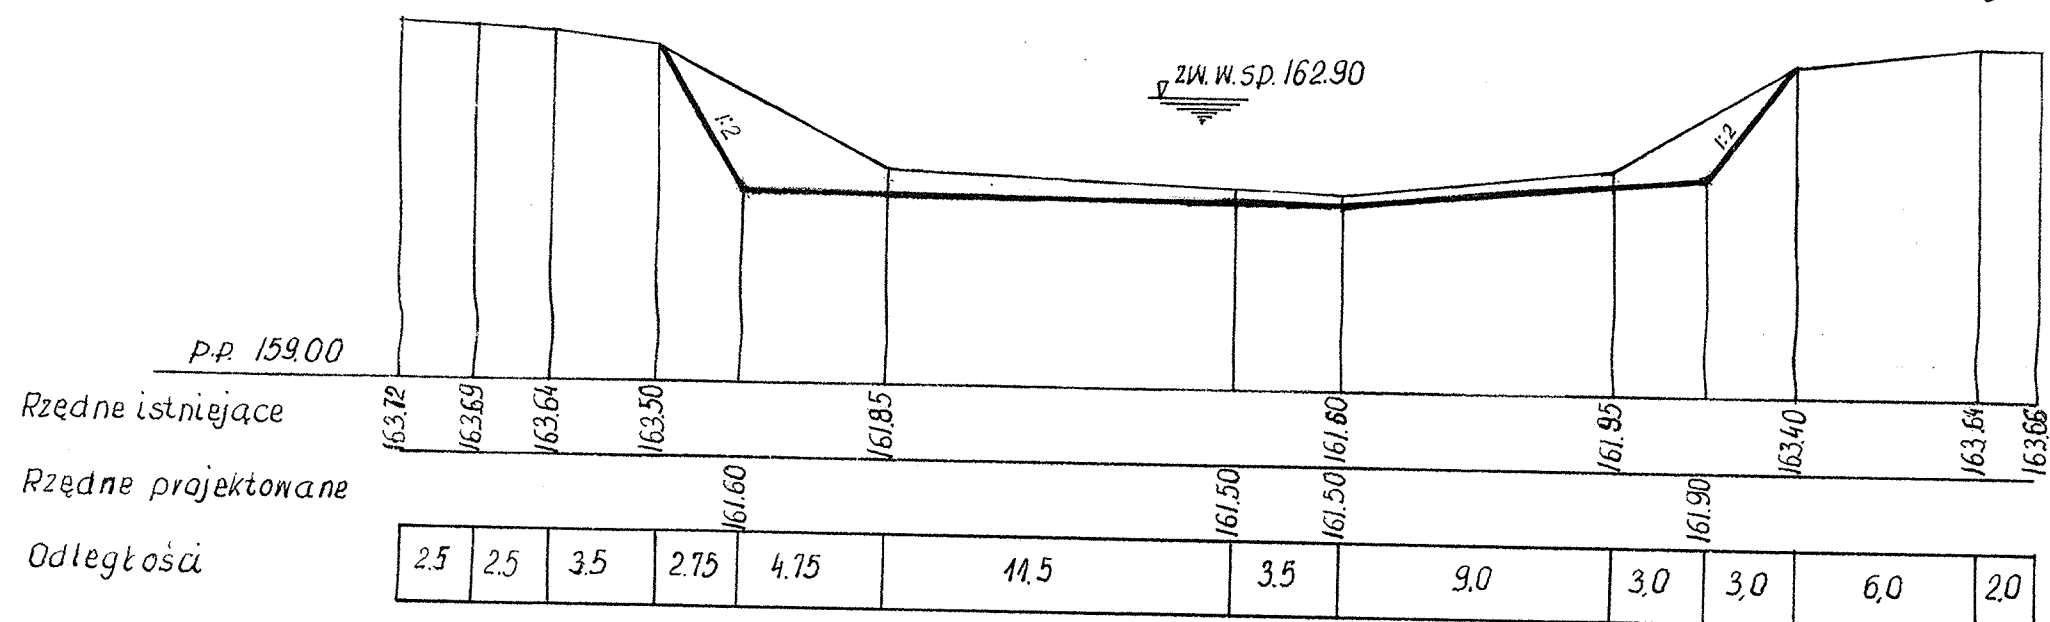 zw. w. sp. 162.90
1:2
1:2
p.p. 159.00
Rzędne istniejące 163.72 163.69 163.64 163.50 161.85 161.60 161.95 163.40 163.64 163.66
Rzędne projektowane 161.60 161.50 161.50 161.90
Odległości 2.5 2.5 3.5 2.75 4.75 11.5 3.5 9.0 3,0 3,0 6,0 2.0